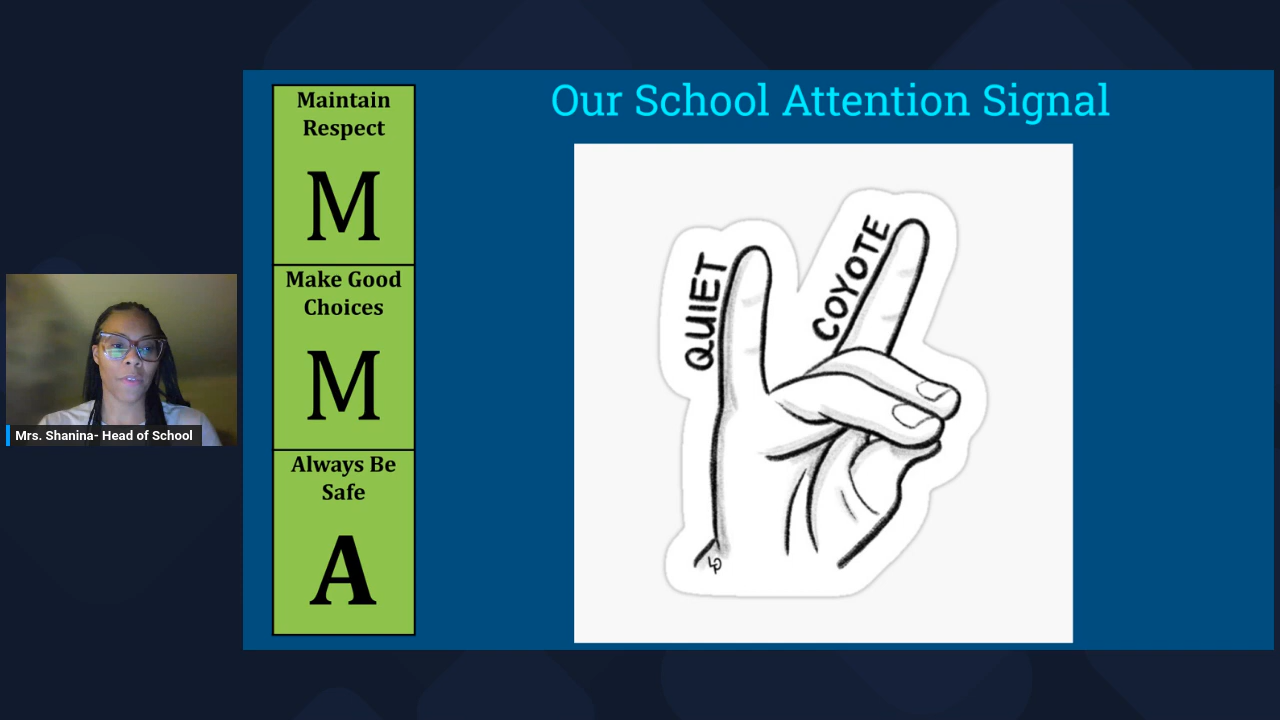 Our School Attention Signal
Maintain
Respect
M
Make Good
Choices
M
Always Be
Safe
A
QUIET
COYOTE
Mrs. Shanina- Head of School